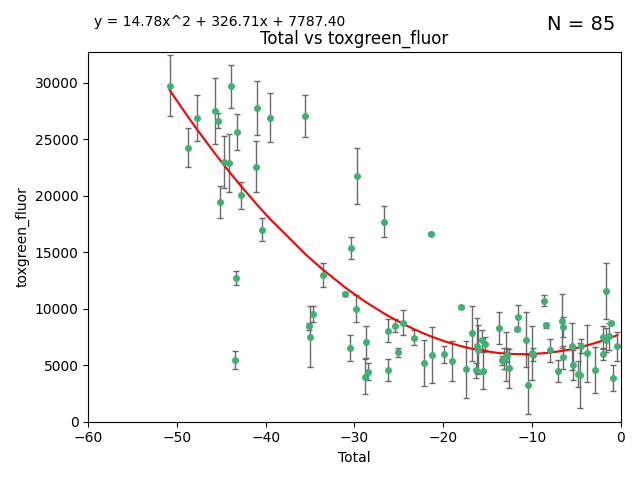 y = 14.78x^2 + 326.71x + 7787.40
N = 85
Total vs toxgreen_fluor
30000
25000
20000
15000
10000
5000
0
toxgreen_fluor
−60 −50 −40 −30 −20 −10 0
Total